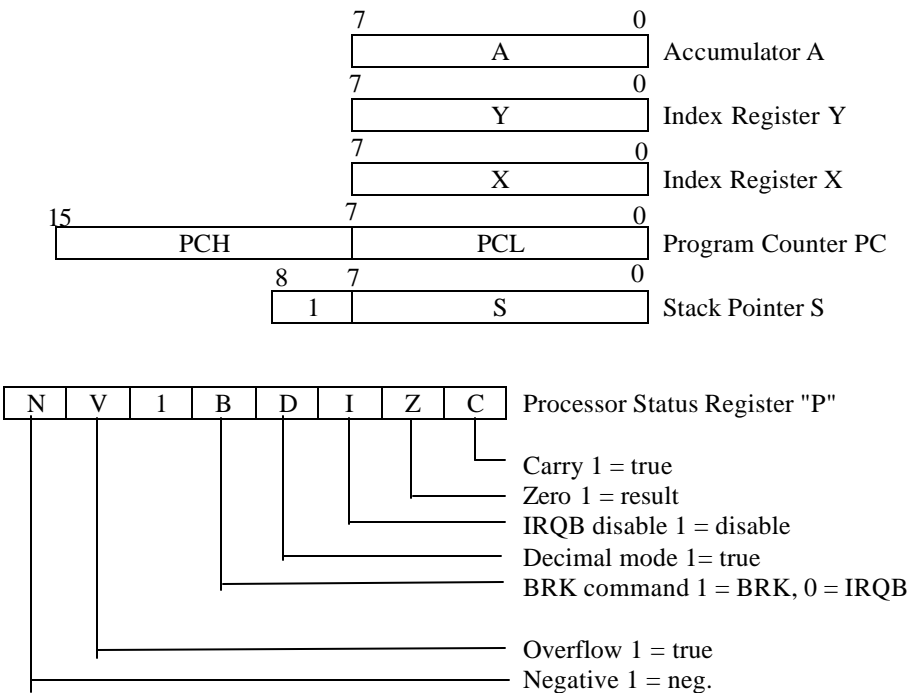 7 0
A Accumulator A
7 0
Y Index Register Y
7 0
X Index Register X
15 7 0
PCH PCL Program Counter PC
8 7 0
1 S Stack Pointer S
N V 1 B D I Z C Processor Status Register "P"
Carry 1 = true
Zero 1 = result
IRQB disable 1 = disable
Decimal mode 1= true
BRK command 1 = BRK, 0 = IRQB
Overflow 1 = true
Negative 1 = neg.